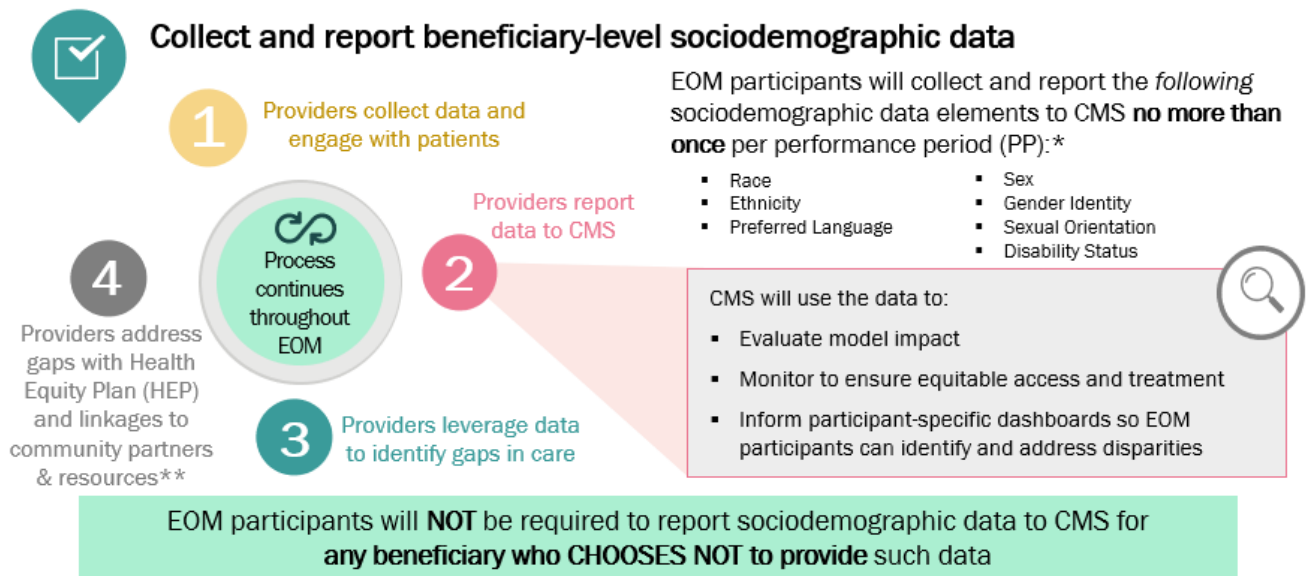 Collect and report beneficiary-level sociodemographic data
1
Providers collect data and
engage with patients
EOM participants will collect and report the following
sociodemographic data elements to CMS no more than
once per performance period (PP):*
▪ Race
▪ Ethnicity
▪ Preferred Language
▪ Sex
▪ Gender Identity
▪ Sexual Orientation
▪ Disability Status
Providers report
data to CMS
2
Process
continues
throughout
EOM
CMS will use the data to:
▪ Evaluate model impact
▪ Monitor to ensure equitable access and treatment
▪ Inform participant-specific dashboards so EOM
participants can identify and address disparities
3
Providers leverage data
to identify gaps in care
4
Providers address
gaps with Health
Equity Plan (HEP)
and linkages to
community partners
& resources**
EOM participants will NOT be required to report sociodemographic data to CMS for
any beneficiary who CHOOSES NOT to provide such data